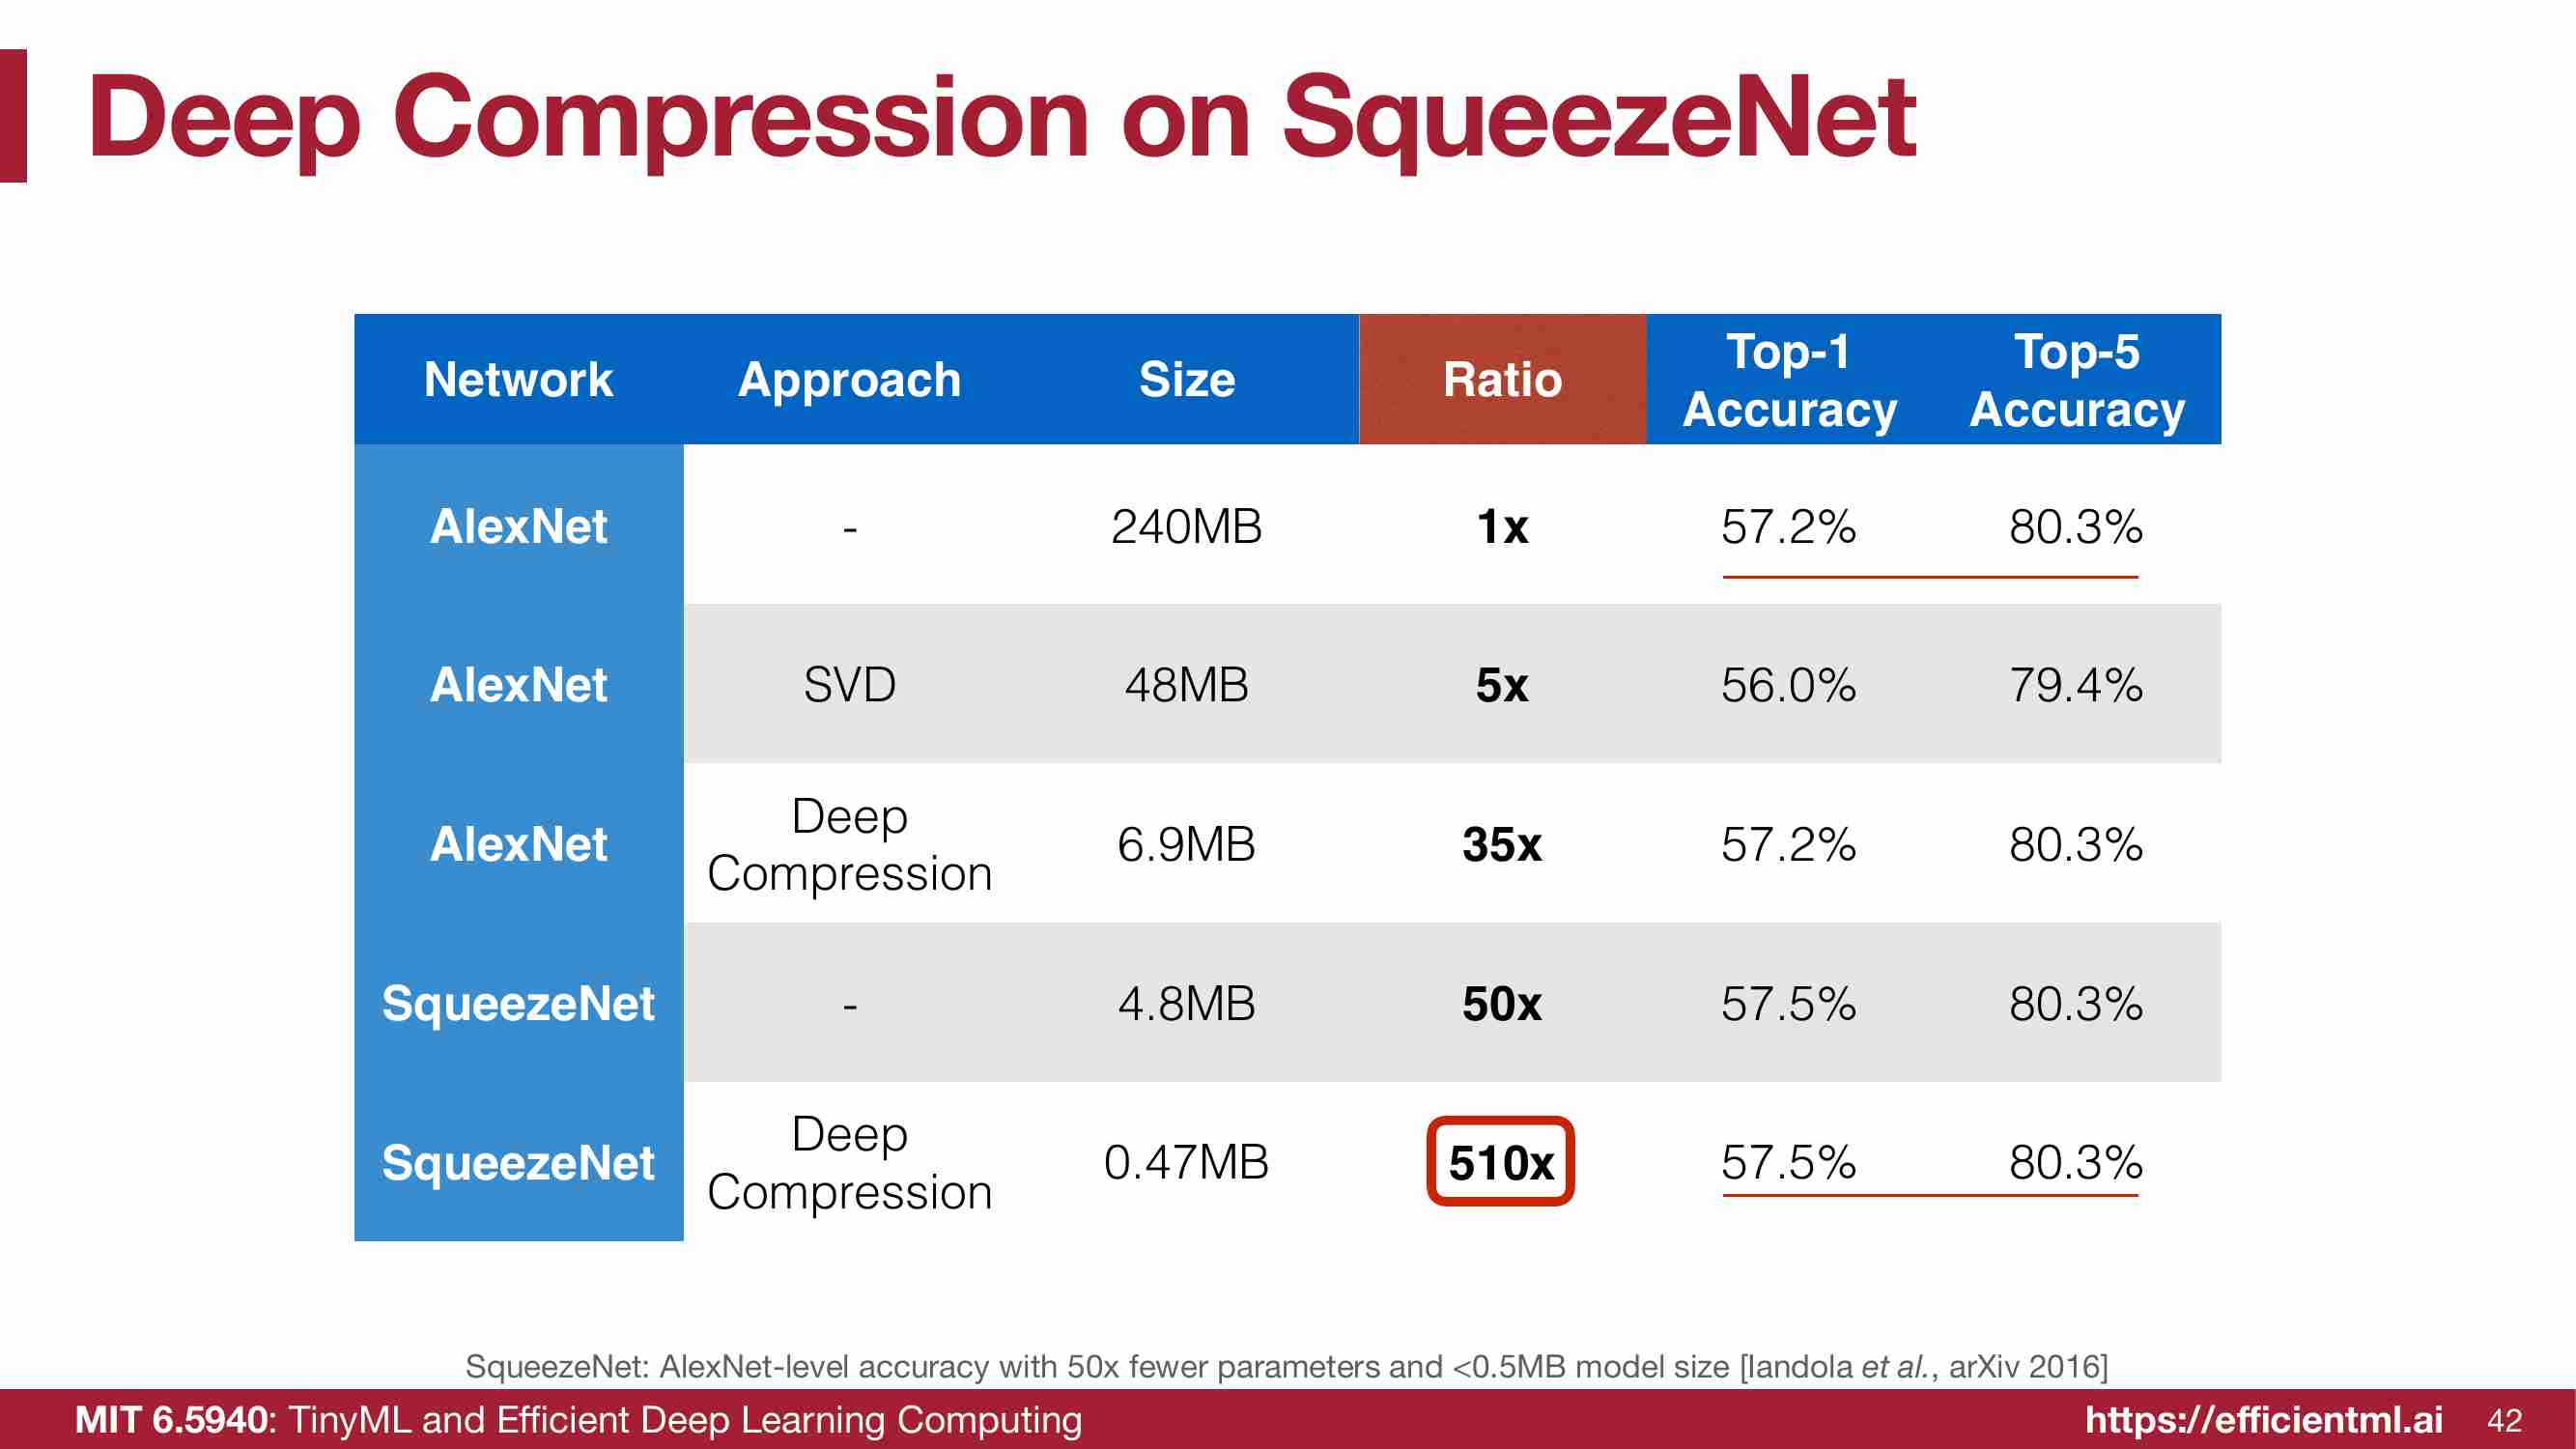 Deep Compression on SqueezeNet
Network Approach Size Ratio Top-1 Accuracy Top-5 Accuracy
AlexNet - 240MB 1x 57.2% 80.3%
AlexNet SVD 48MB 5x 56.0% 79.4%
AlexNet Deep Compression 6.9MB 35x 57.2% 80.3%
SqueezeNet - 4.8MB 50x 57.5% 80.3%
SqueezeNet Deep Compression 0.47MB 510x 57.5% 80.3%
SqueezeNet: AlexNet-level accuracy with 50x fewer parameters and <0.5MB model size [Iandola et al., arXiv 2016]
MIT 6.5940: TinyML and Efficient Deep Learning Computing https://efficientml.ai 42